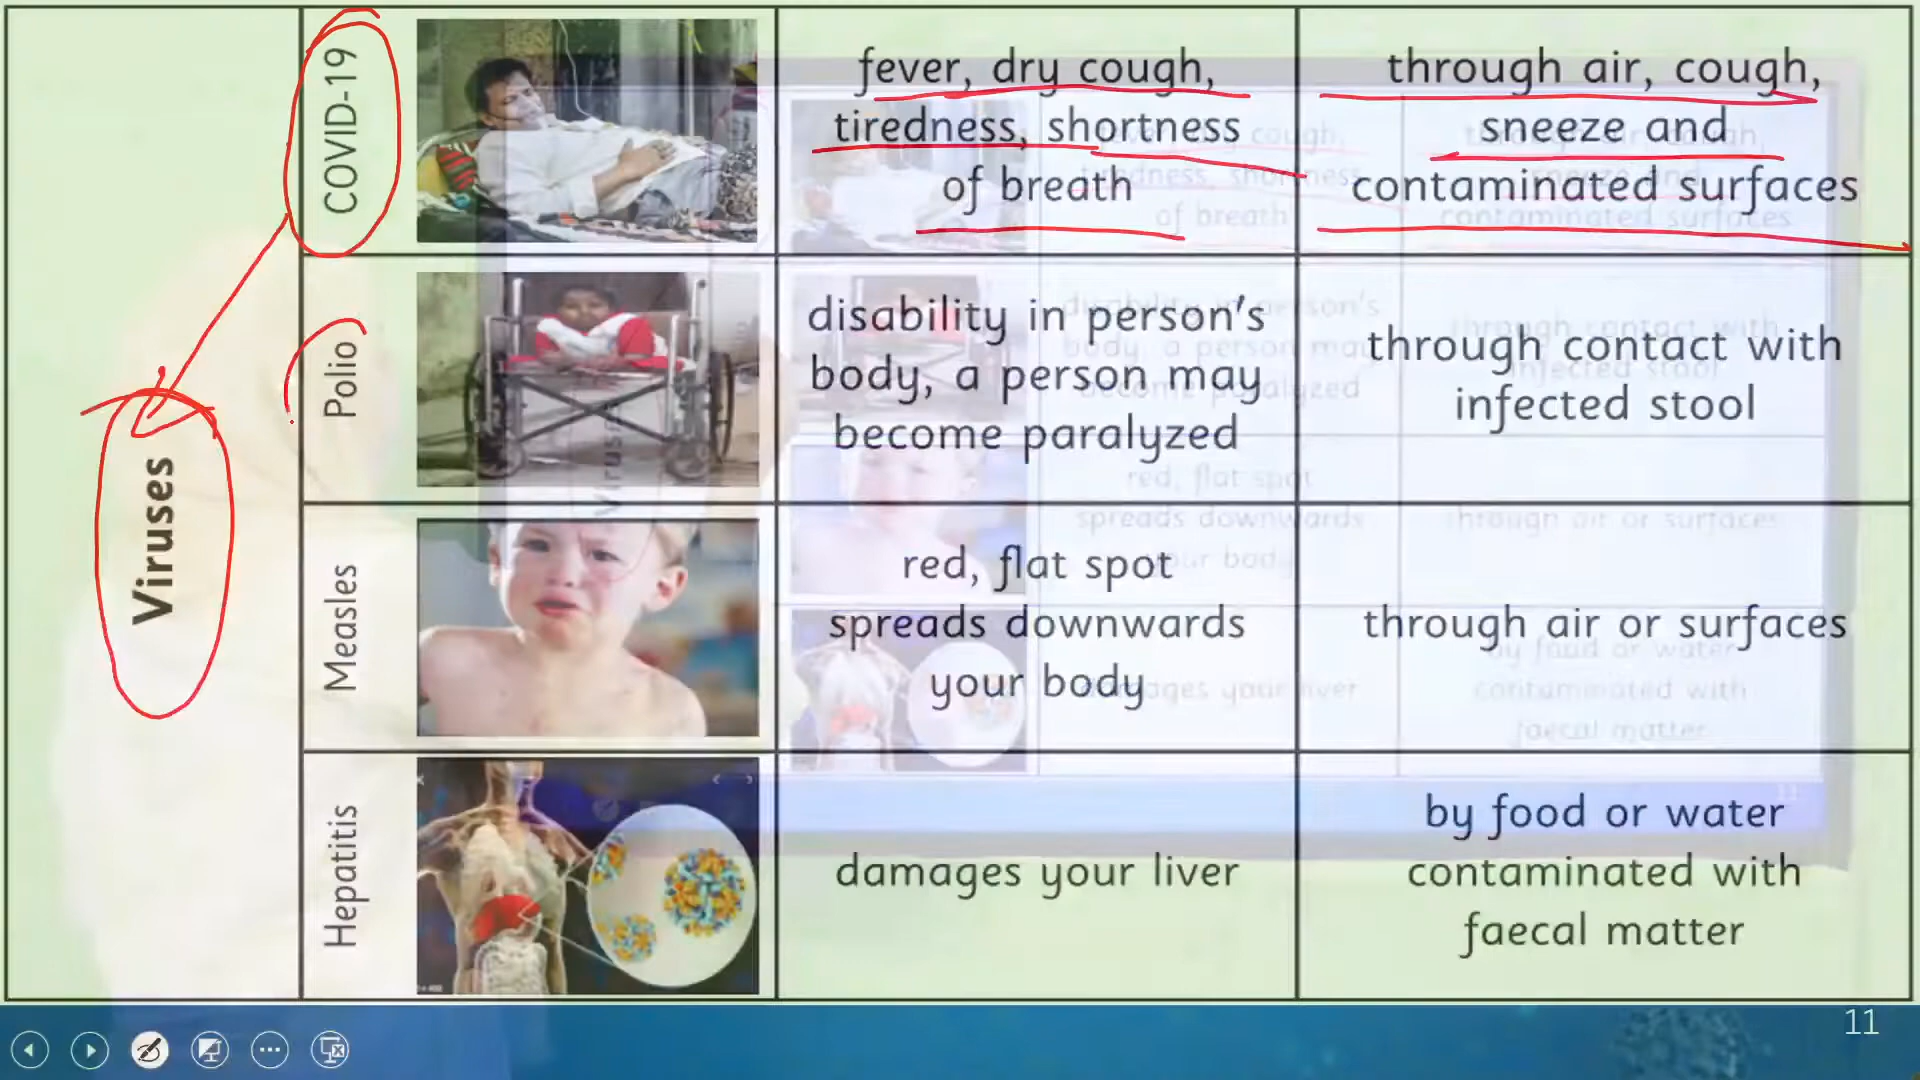 Viruses
COVID-19
fever, dry cough,
tiredness, shortness
of breath
through air, cough,
sneeze and
contaminated surfaces
Polio
disability in person's
body, a person may
become paralyzed
through contact with
infected stool
Measles
red, flat spot
spreads downwards
your body
through air or surfaces
Hepatitis
damages your liver
by food or water
contaminated with
faecal matter
11